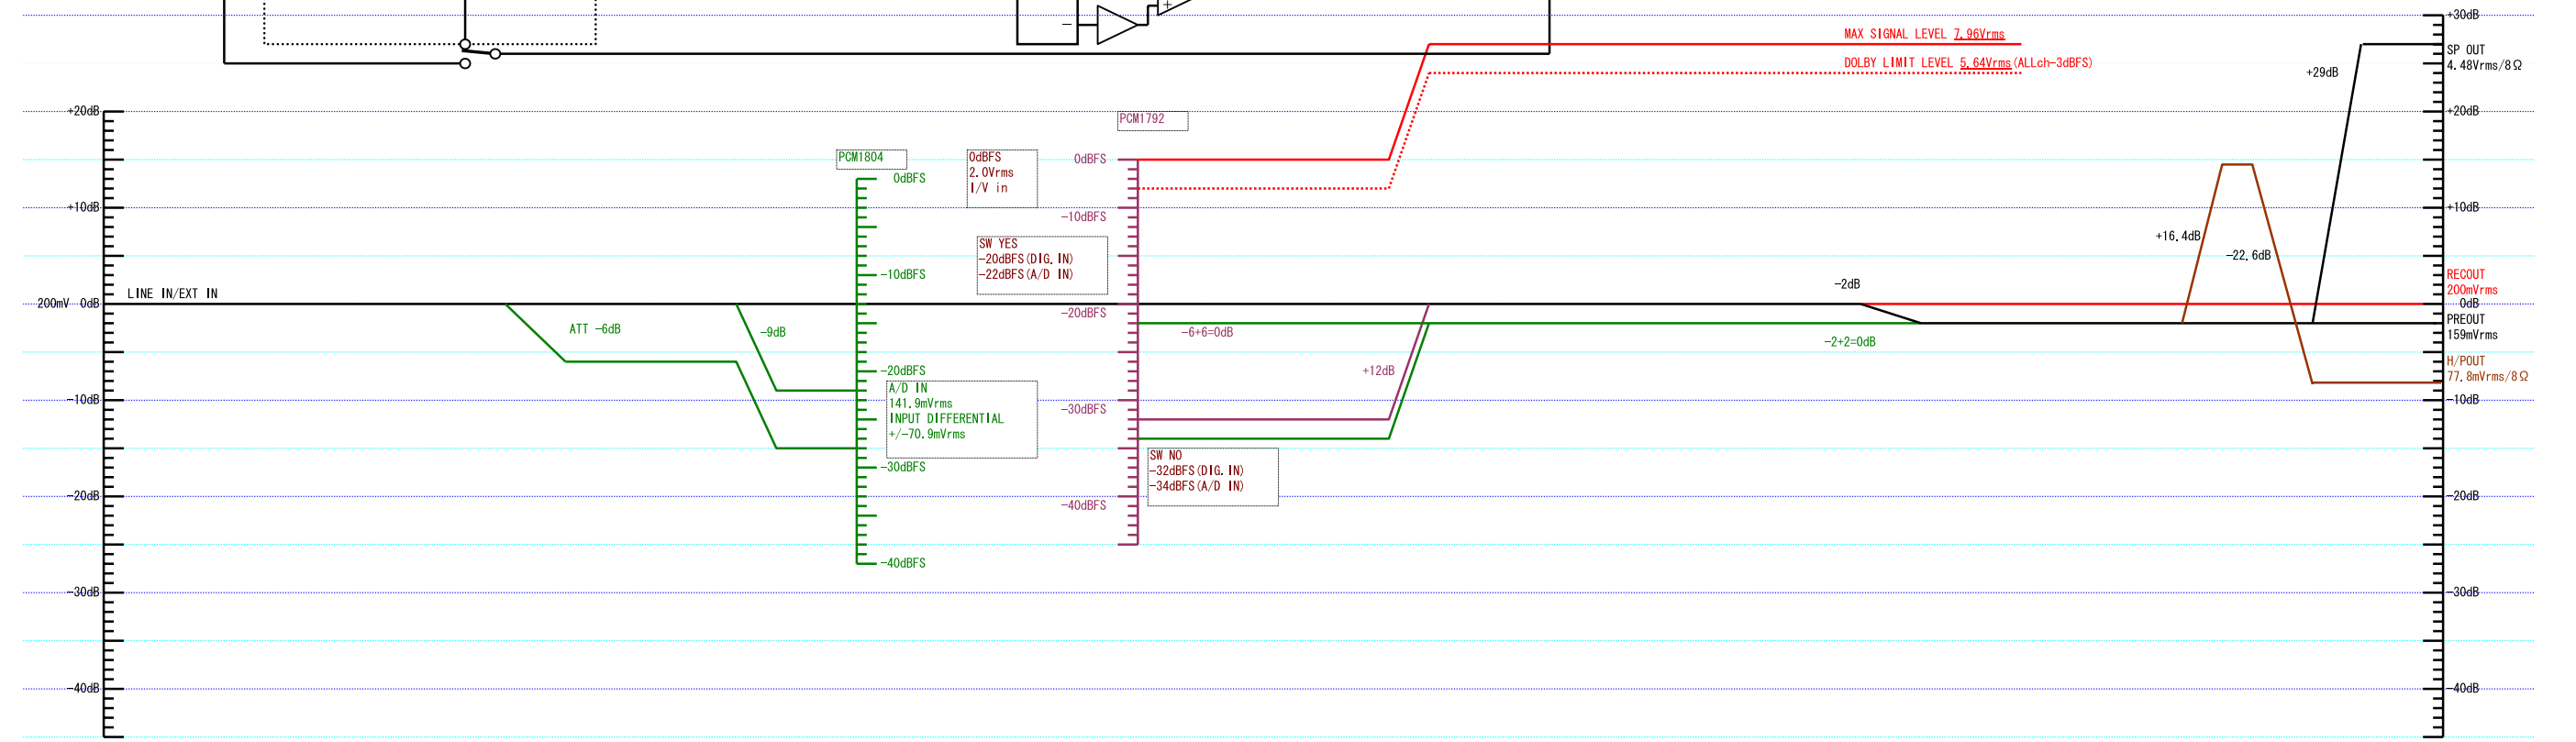 −
+
MAX SIGNAL LEVEL 7.96Vrms
DOLBY LIMIT LEVEL 5.64Vrms(ALLch-3dBFS)
+30dB
SP OUT
4.48Vrms/8Ω
+29dB
+20dB
+20dB
PCM1792
PCM1804
0dBFS
0dBFS
2.0Vrms
I/V in
0dBFS
+10dB
-10dBFS
+10dB
+16.4dB
-22.6dB
SW YES
-20dBFS(DIG.IN)
-22dBFS(A/D IN)
-10dBFS
RECOUT
200mVrms
-2dB
LINE IN/EXT IN
200mV 0dB
0dB
-20dBFS
PREOUT
159mVrms
ATT -6dB
-9dB
-6+6=0dB
-2+2=0dB
+12dB
H/POUT
77.8mVrms/8Ω
-20dBFS
A/D IN
141.9mVrms
INPUT DIFFERENTIAL
+/-70.9mVrms
-10dB
-30dBFS
-10dB
-30dBFS
SW NO
-32dBFS(DIG.IN)
-34dBFS(A/D IN)
-20dB
-40dBFS
-20dB
-40dBFS
-30dB
-30dB
-40dB
-40dB